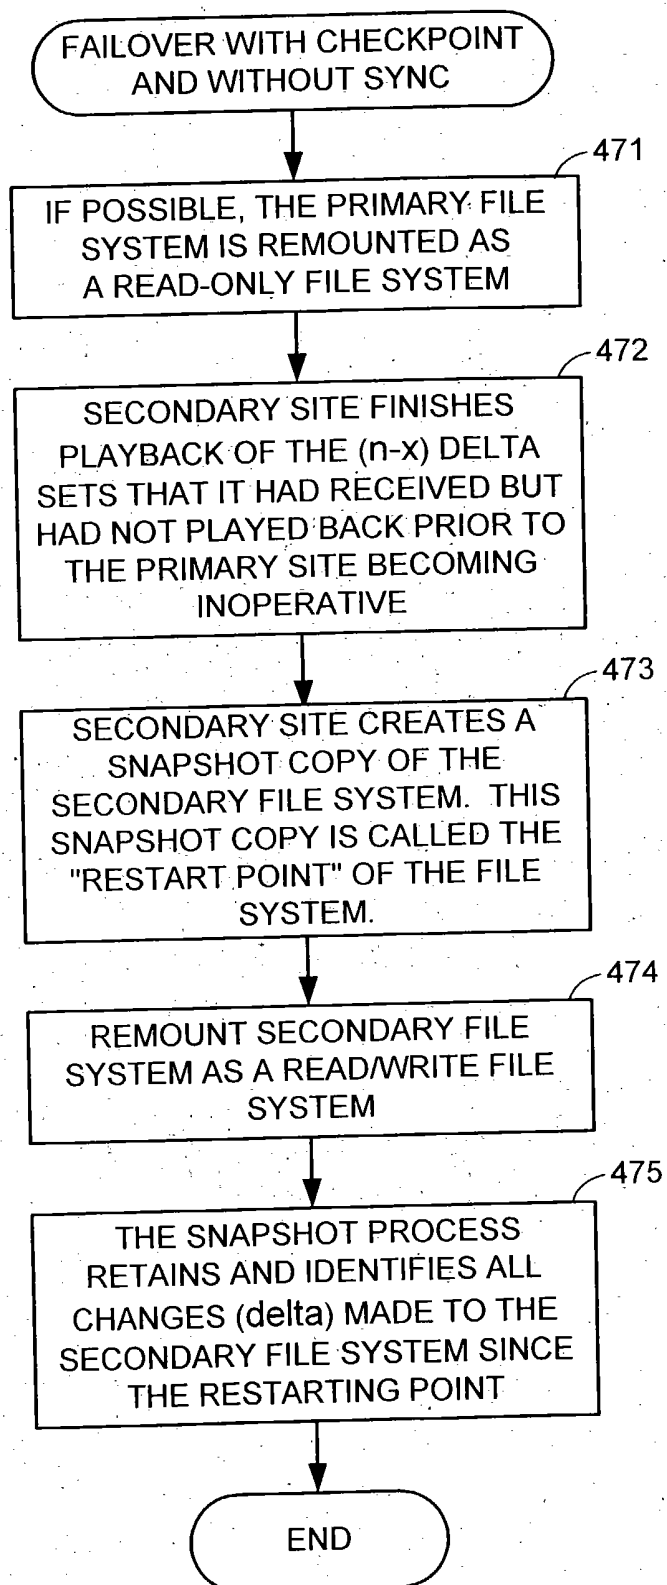 FAILOVER WITH CHECKPOINT
AND WITHOUT SYNC
471
IF POSSIBLE, THE PRIMARY FILE
SYSTEM IS REMOUNTED AS
A READ-ONLY FILE SYSTEM
472
SECONDARY SITE FINISHES
PLAYBACK OF THE (n-x) DELTA
SETS THAT IT HAD RECEIVED BUT
HAD NOT PLAYED BACK PRIOR TO
THE PRIMARY SITE BECOMING
INOPERATIVE
473
SECONDARY SITE CREATES A
SNAPSHOT COPY OF THE
SECONDARY FILE SYSTEM. THIS
SNAPSHOT COPY IS CALLED THE
"RESTART POINT" OF THE FILE
SYSTEM.
474
REMOUNT SECONDARY FILE
SYSTEM AS A READ/WRITE FILE
SYSTEM
475
THE SNAPSHOT PROCESS
RETAINS AND IDENTIFIES ALL
CHANGES (delta) MADE TO THE
SECONDARY FILE SYSTEM SINCE
THE RESTARTING POINT
END